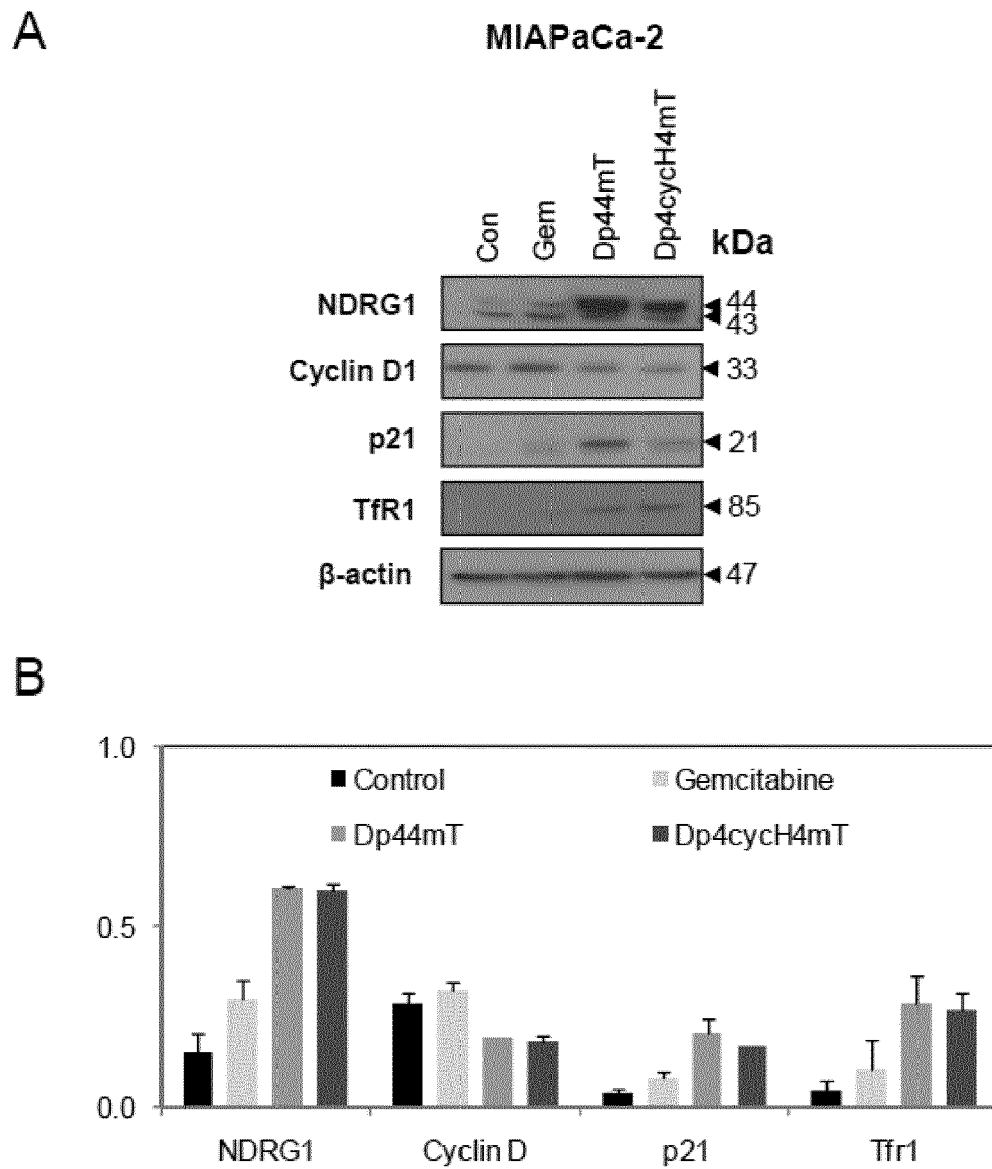 A
MIAPaCa-2
Con
Gem
Dp44mT
Dp4cycH4mT
kDa
NDRG1
44
43
Cyclin D1
33
p21
21
TfR1
85
β-actin
47
B
1.0
Control
Gemcitabine
Dp44mT
Dp4cycH4mT
0.5
0.0
NDRG1
Cyclin D
p21
Tfr1